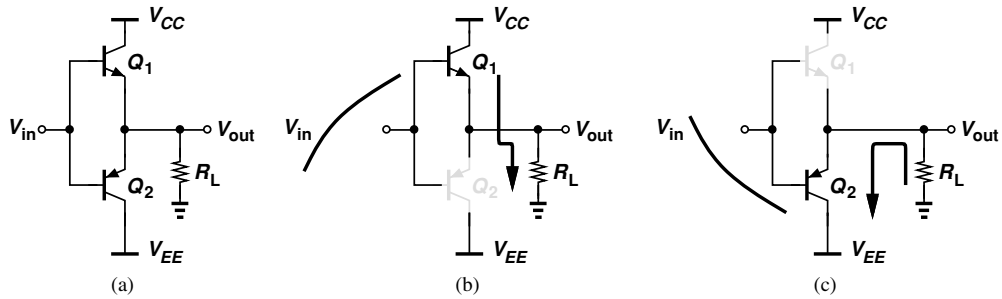 V_CC
Q_1
V_in
V_out
R_L
Q_2
V_EE
(a)
V_CC
Q_1
V_in
V_out
R_L
Q_2
V_EE
(b)
V_CC
Q_1
V_in
V_out
R_L
Q_2
V_EE
(c)